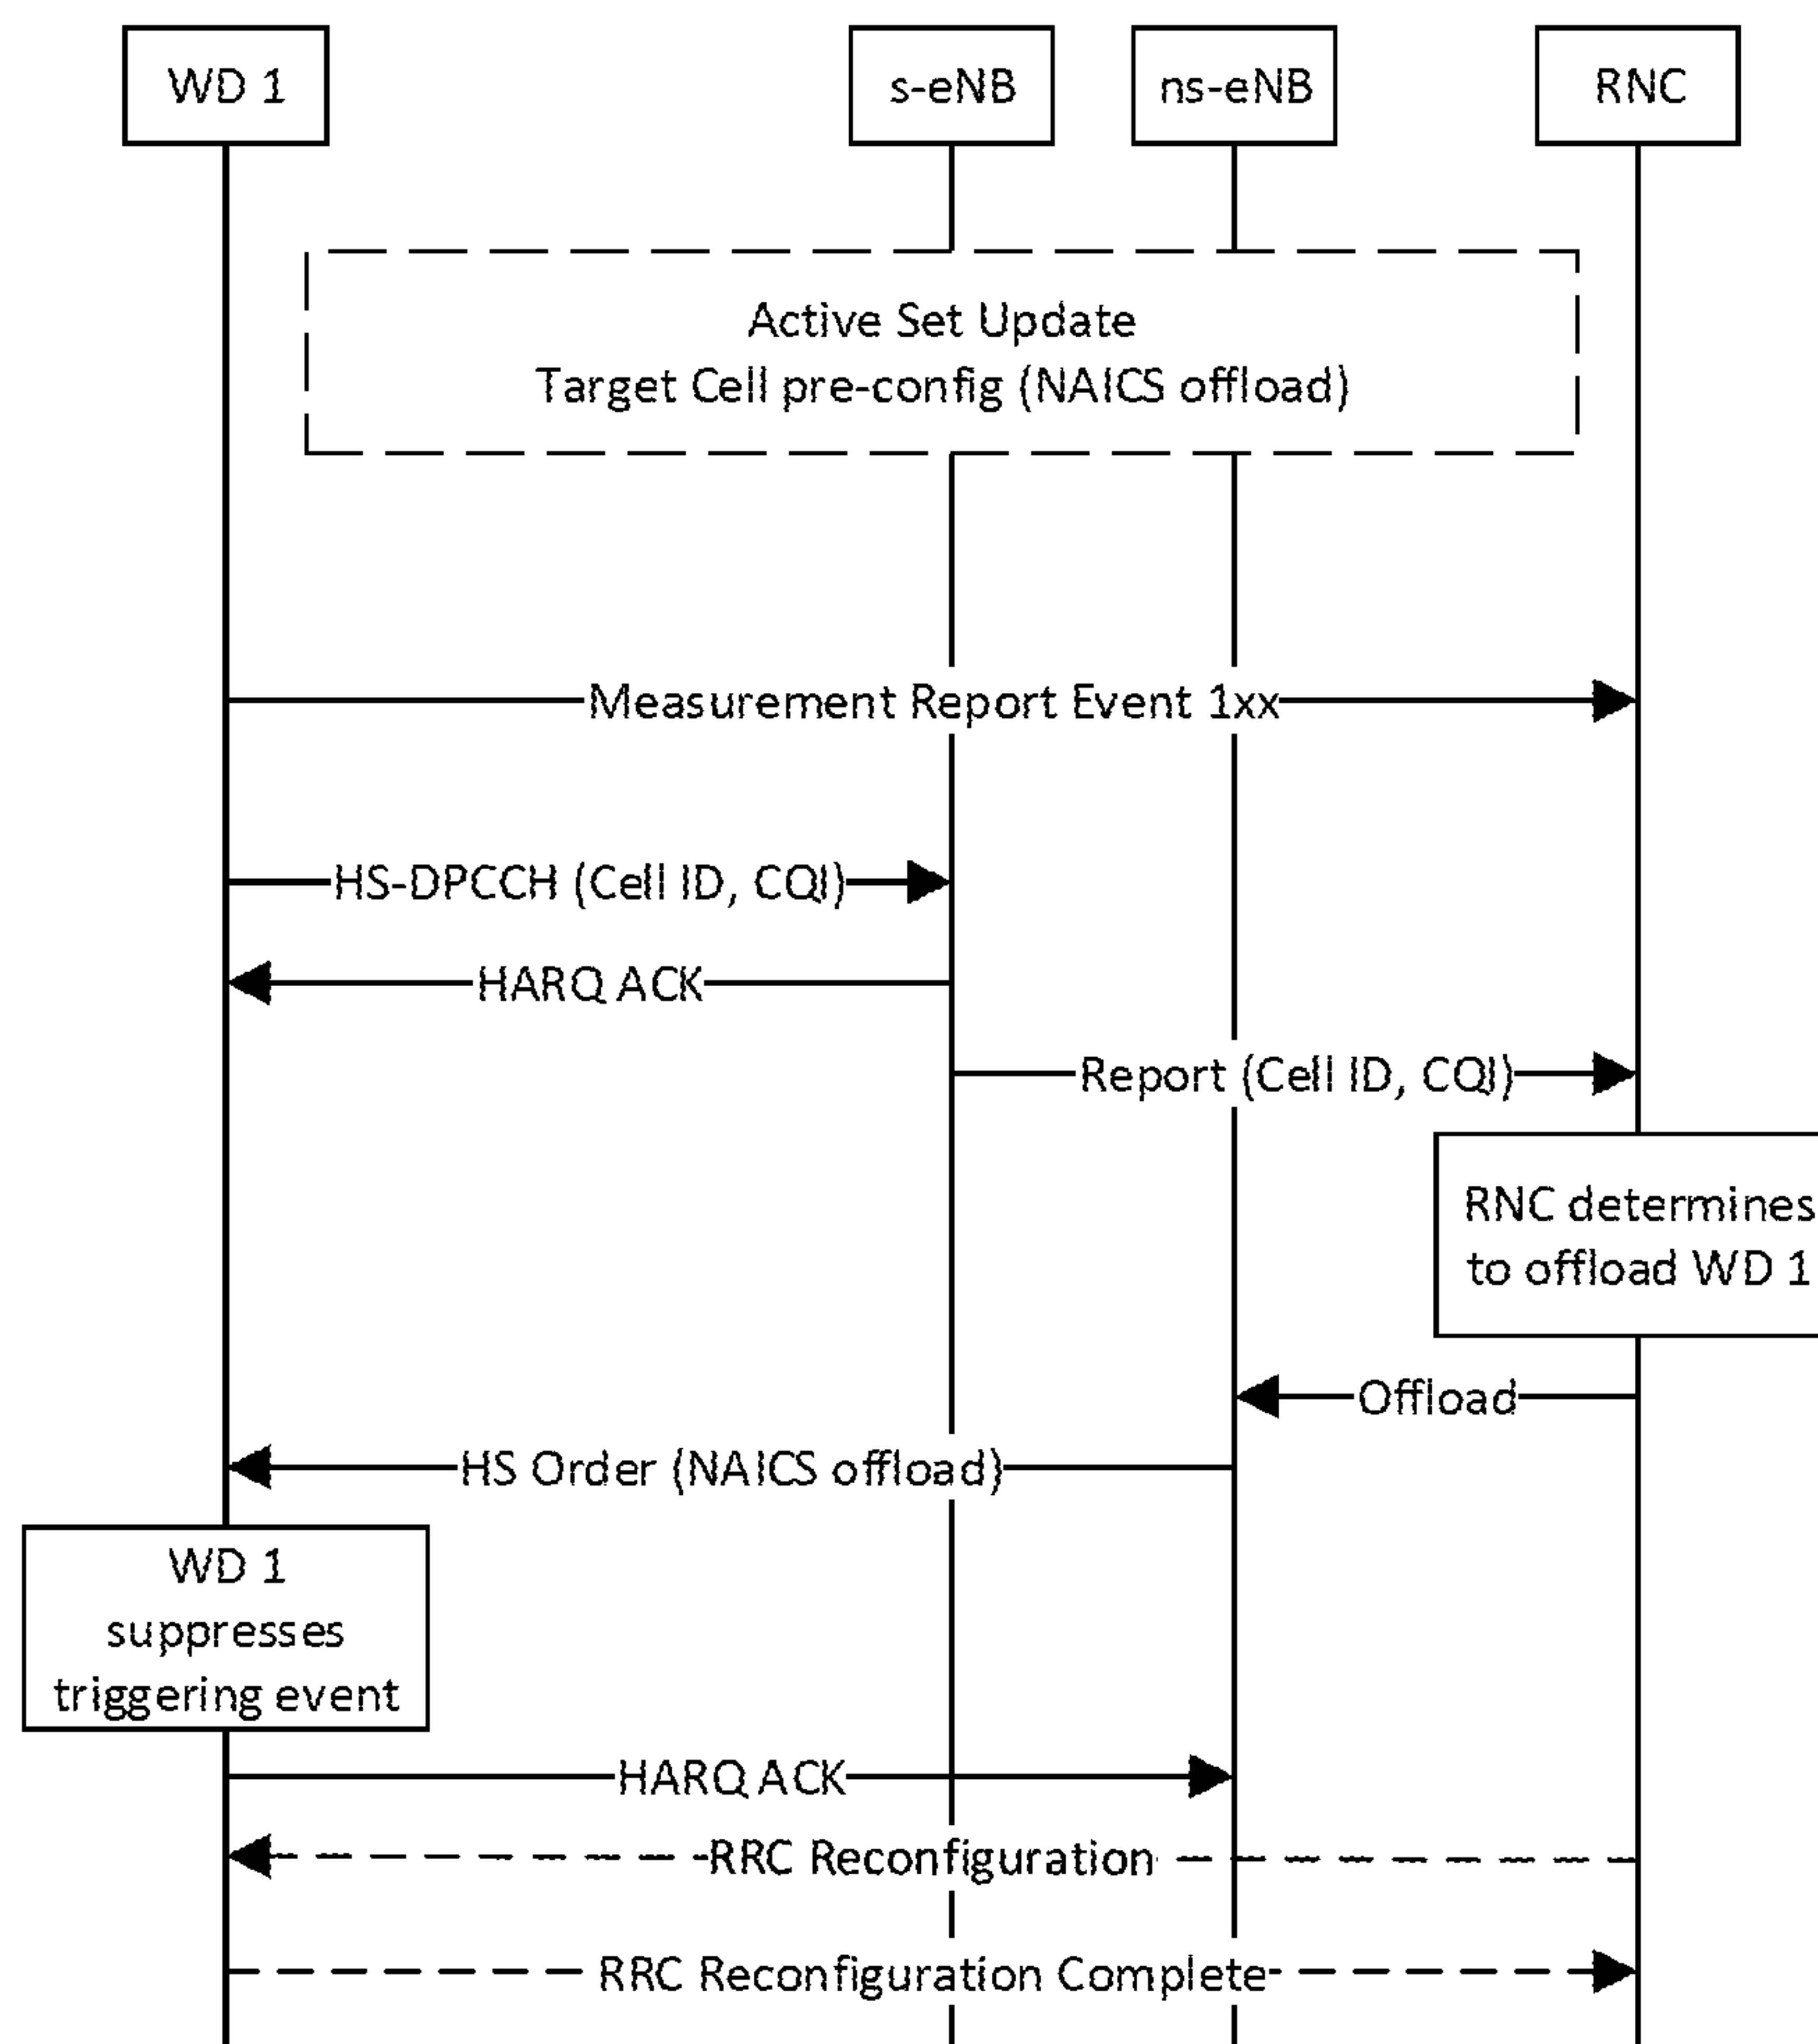 WD 1
s-eNB
ns-eNB
RNC
Active Set Update
Target Cell pre-config (NAICS offload)
Measurement Report Event 1xx
HS-DPCCH (Cell ID, CQI)
HARQ ACK
Report (Cell ID, CQI)
RNC determines
to offload WD 1
Offload
HS Order (NAICS offload)
WD 1
suppresses
triggering event
HARQ ACK
RRC Reconfiguration
RRC Reconfiguration Complete